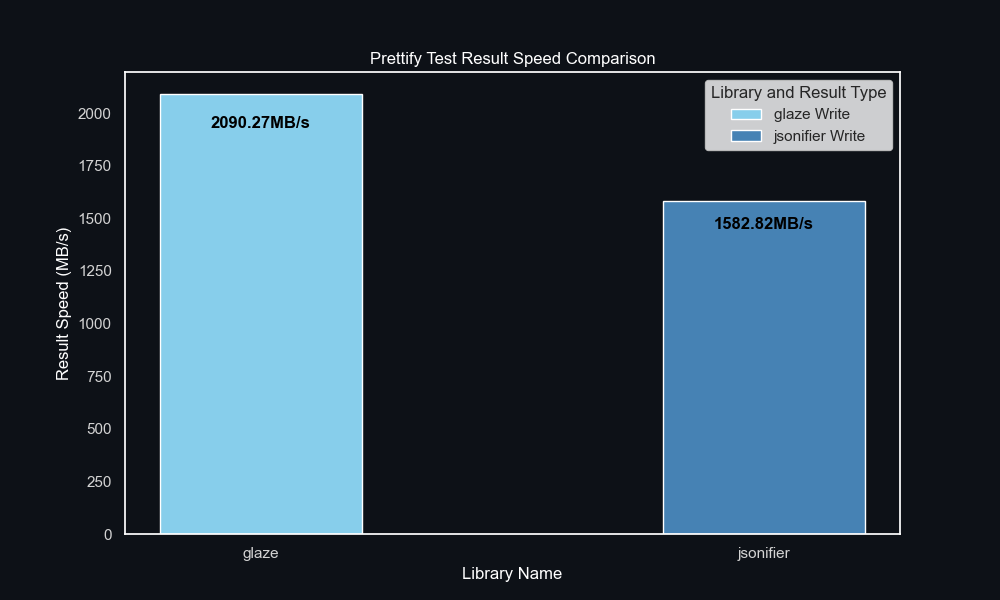 Prettify Test Result Speed Comparison
Library and Result Type
glaze Write
jsonifier Write
2090.27MB/s
1582.82MB/s
Result Speed (MB/s)
2000
1750
1500
1250
1000
750
500
250
0
glaze
jsonifier
Library Name